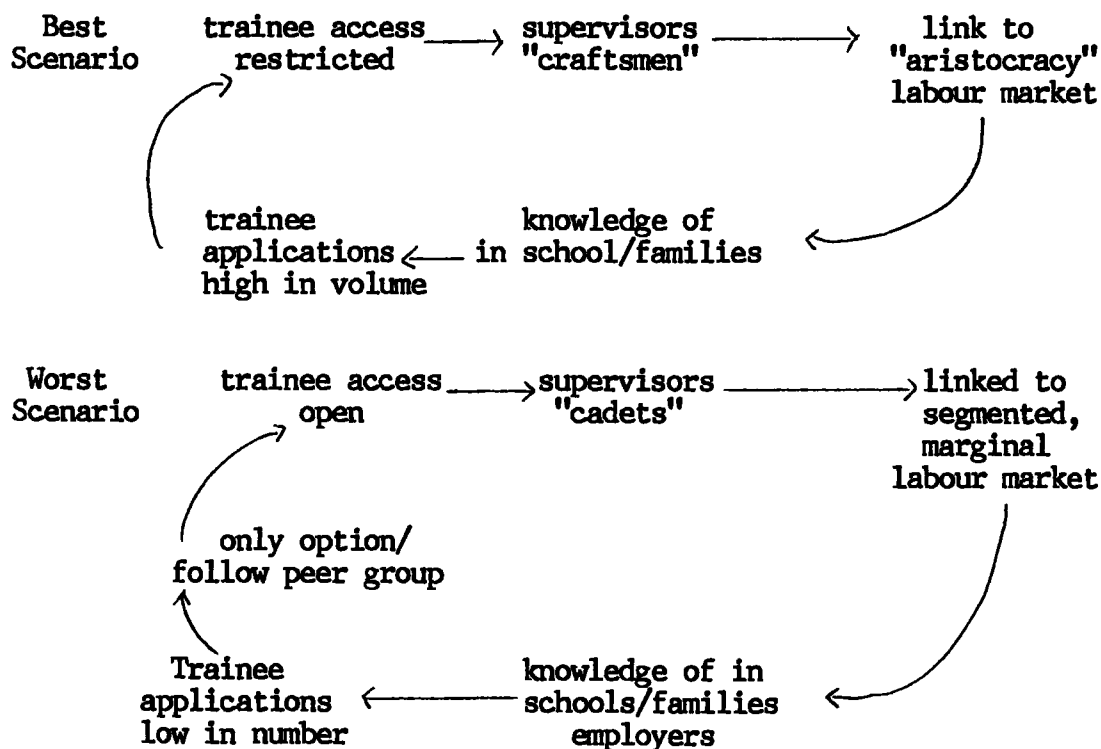 Best
Scenario
trainee access
restricted
supervisors
"craftsmen"
link to
"aristocracy"
labour market
knowledge of
in school/families
trainee
applications
high in volume
Worst
Scenario
trainee access
open
supervisors
"cadets"
linked to
segmented,
marginal
labour market
only option/
follow peer group
Trainee
applications
low in number
knowledge of in
schools/families
employers